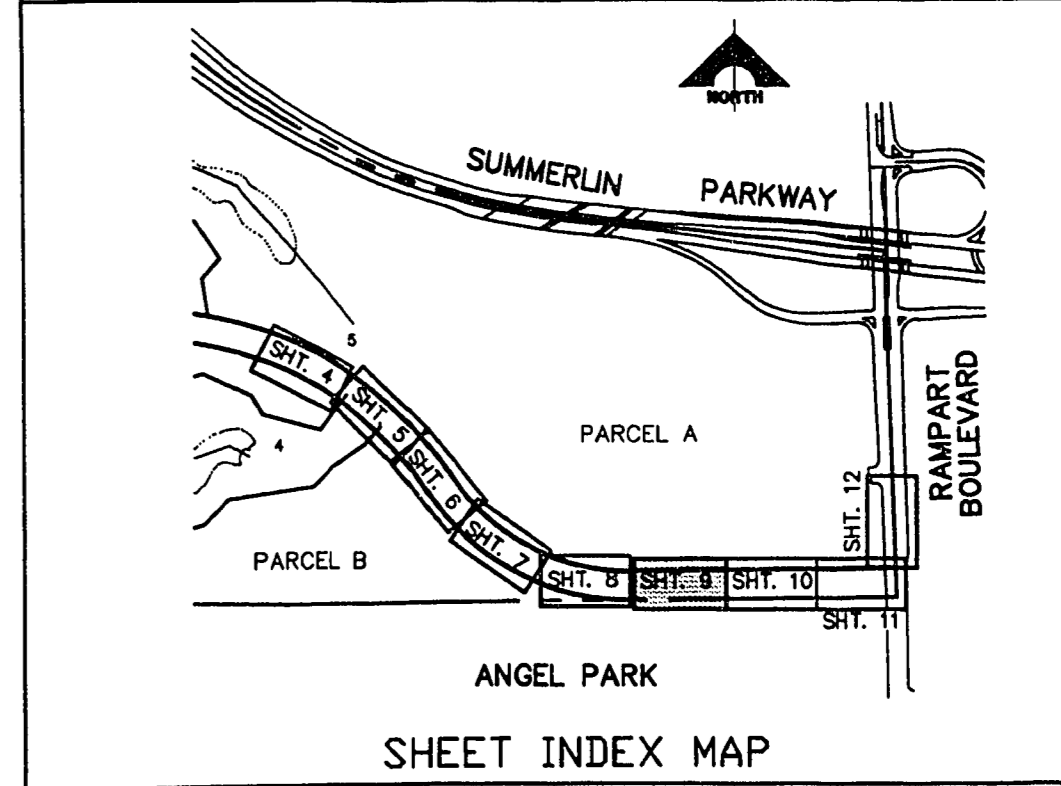 NORTH
SUMMERLIN PARKWAY
5
SHT. 4
SHT. 5
4
SHT. 6
PARCEL A
RAMPART
BOULEVARD
SHT. 12
SHT. 7
PARCEL B
SHT. 8
SHT. 9
SHT. 10
SHT. 11
ANGEL PARK
SHEET INDEX MAP